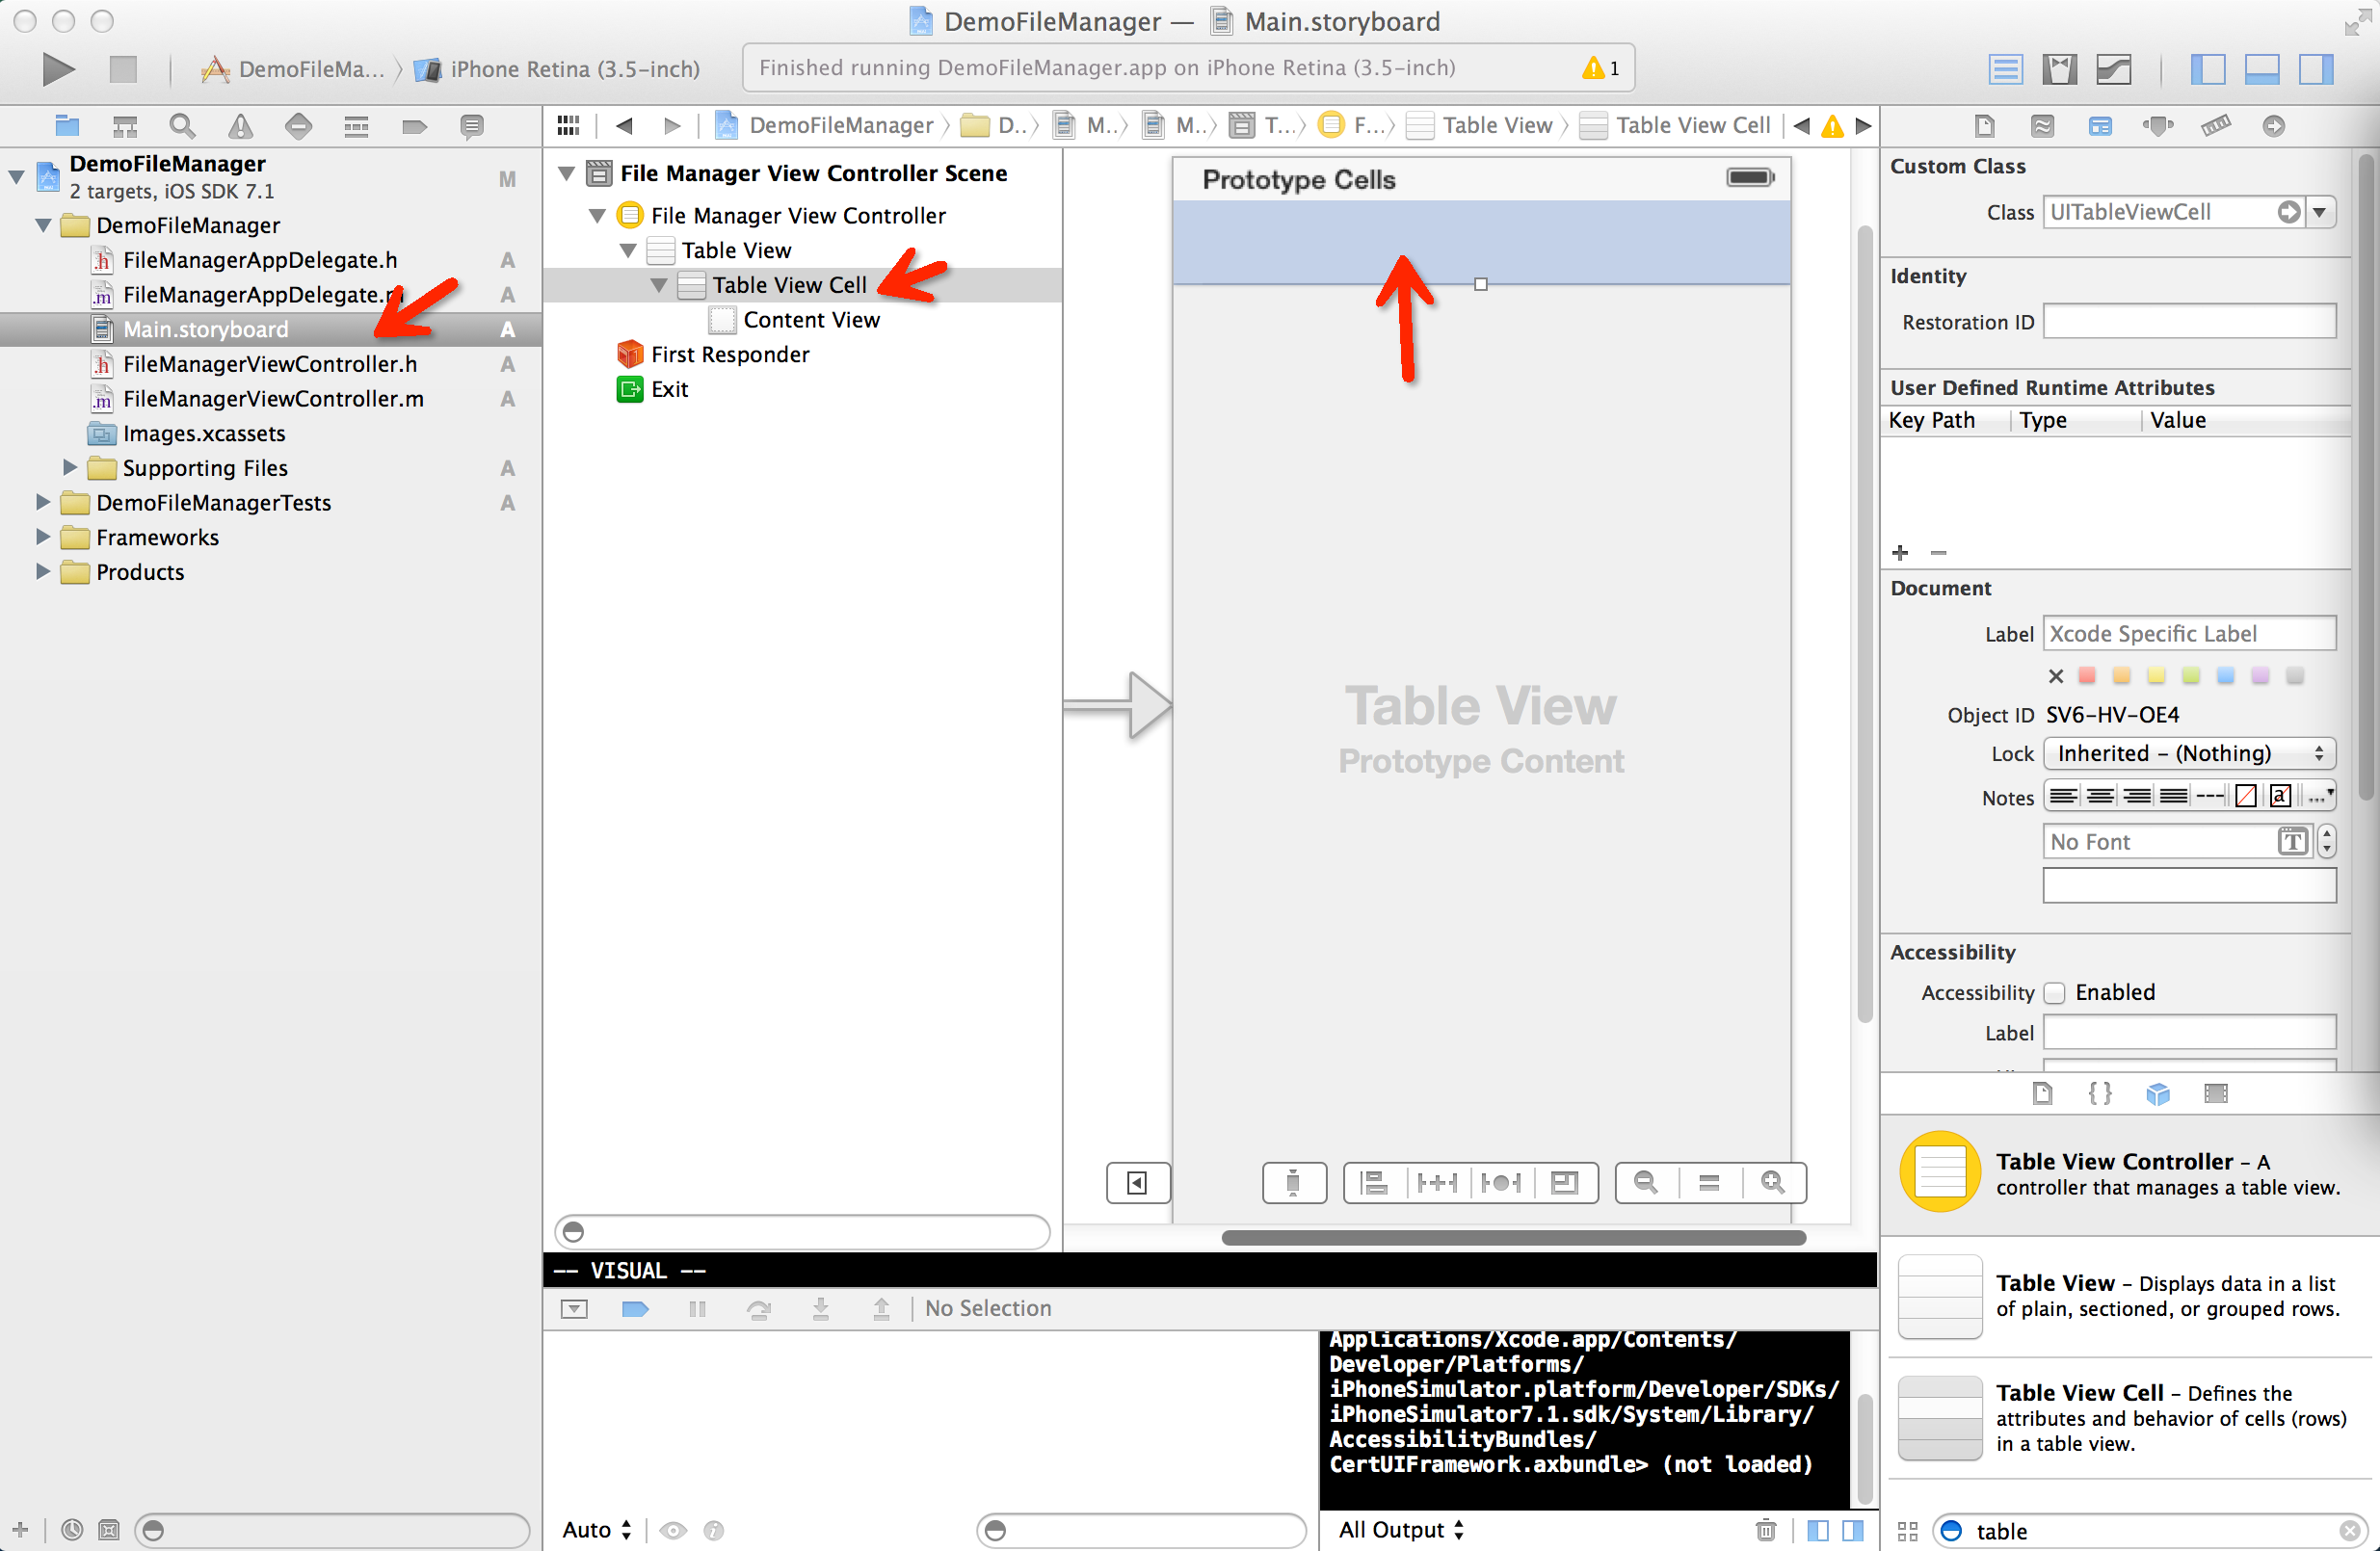 DemoFileManager — Main.storyboard
DemoFileMa... iPhone Retina (3.5-inch)
Finished running DemoFileManager.app on iPhone Retina (3.5-inch) 1
DemoFileManager D... M... M... T... F... Table View Table View Cell
DemoFileManager
2 targets, iOS SDK 7.1 M
DemoFileManager
FileManagerAppDelegate.h A
FileManagerAppDelegate.m A
Main.storyboard A
FileManagerViewController.h A
FileManagerViewController.m A
Images.xcassets
Supporting Files A
DemoFileManagerTests A
Frameworks
Products
File Manager View Controller Scene
File Manager View Controller
Table View
Table View Cell
Content View
First Responder
Exit
Prototype Cells
Table View
Prototype Content
-- VISUAL --
No Selection
Applications/Xcode.app/Contents/
Developer/Platforms/
iPhoneSimulator.platform/Developer/SDKs/
iPhoneSimulator7.1.sdk/System/Library/
AccessibilityBundles/
CertUIFramework.axbundle> (not loaded)
Auto
All Output
Custom Class
Class UITableViewCell
Identity
Restoration ID
User Defined Runtime Attributes
Key Path Type Value
Document
Label Xcode Specific Label
Object ID SV6-HV-OE4
Lock Inherited - (Nothing)
Notes
No Font
Accessibility
Accessibility Enabled
Label
Table View Controller - A
controller that manages a table view.
Table View - Displays data in a list
of plain, sectioned, or grouped rows.
Table View Cell - Defines the
attributes and behavior of cells (rows)
in a table view.
table